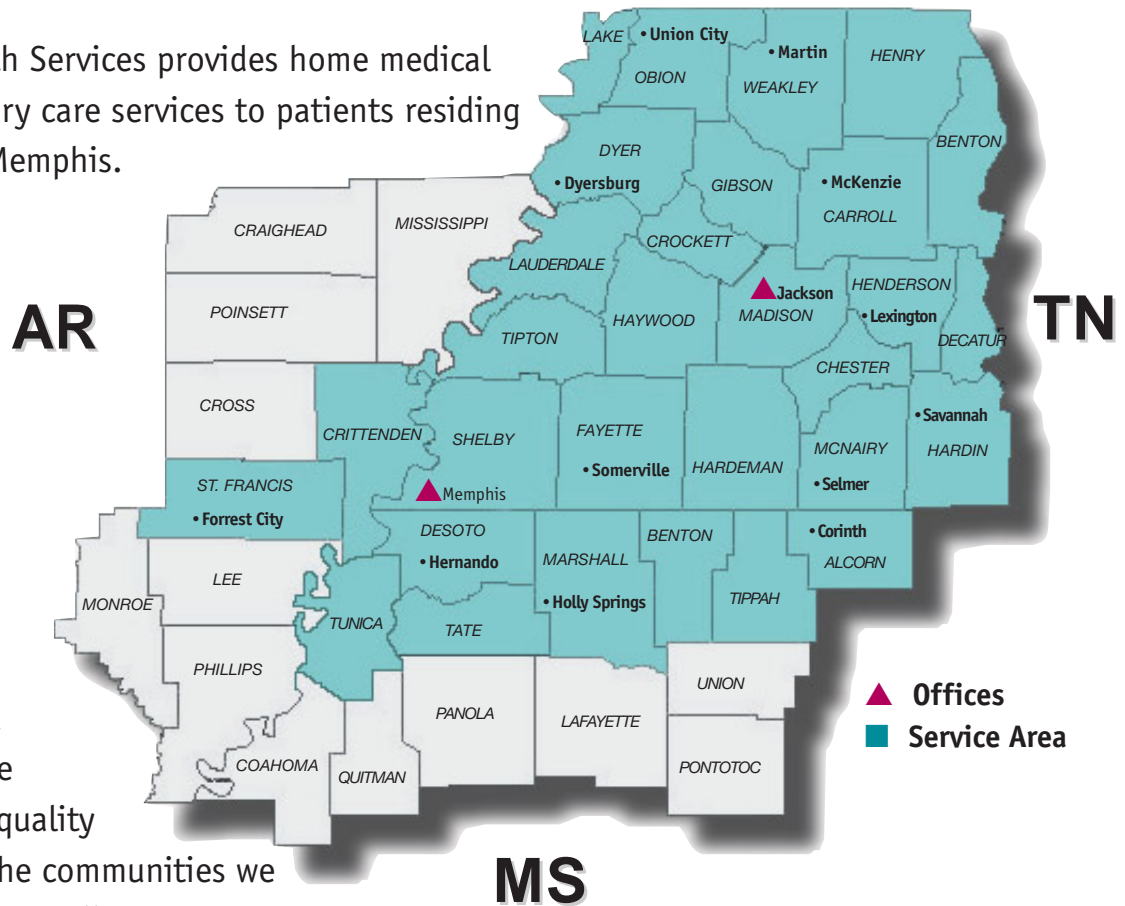 th Services provides home medical
ry care services to patients residing
Memphis.
LAKE
• Union City
OBION
• Martin
WEAKLEY
HENRY
BENTON
DYER
• Dyersburg
GIBSON
• McKenzie
CARROLL
CRAIGHEAD
MISSISSIPPI
CROCKETT
LAUDERDALE
POINSETT
AR
TIPTON
HAYWOOD
Jackson
MADISON
HENDERSON
• Lexington
DECATUR
TN
CHESTER
CROSS
CRITTENDEN
SHELBY
Memphis
FAYETTE
• Somerville
HARDEMAN
MCNAIRY
• Selmer
• Savannah
HARDIN
ST. FRANCIS
• Forrest City
DESOTO
• Hernando
MARSHALL
• Holly Springs
BENTON
• Corinth
ALCORN
TIPPAH
LEE
MONROE
TUNICA
TATE
PHILLIPS
UNION
PANOLA
LAFAYETTE
COAHOMA
QUITMAN
PONTOTOC
Offices
Service Area
e
quality
he communities we
MS